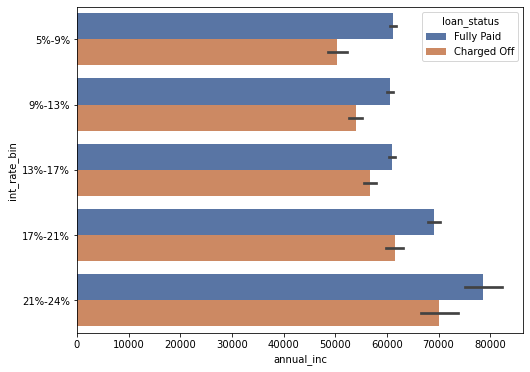 loan_status
Fully Paid
Charged Off
int_rate_bin
5%-9%
9%-13%
13%-17%
17%-21%
21%-24%
0 10000 20000 30000 40000 50000 60000 70000 80000
annual_inc